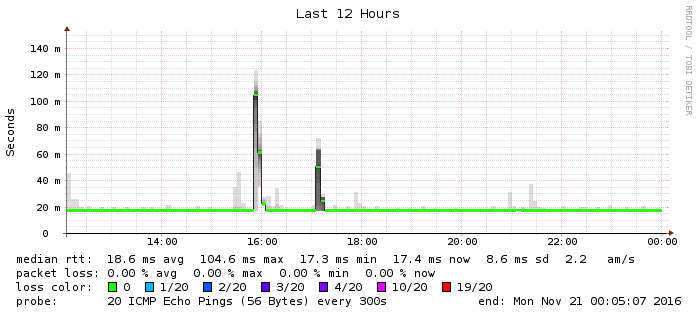 Last 12 Hours
RRDTOOL / TOBI OETIKER
Seconds
140 m
120 m
100 m
80 m
60 m
40 m
20 m
0
14:00 16:00 18:00 20:00 22:00 00:00
median rtt: 18.6 ms avg 104.6 ms max 17.3 ms min 17.4 ms now 8.6 ms sd 2.2 am/s
packet loss: 0.00 % avg 0.00 % max 0.00 % min 0.00 % now
loss color: 0 1/20 2/20 3/20 4/20 10/20 19/20
probe: 20 ICMP Echo Pings (56 Bytes) every 300s end: Mon Nov 21 00:05:07 2016